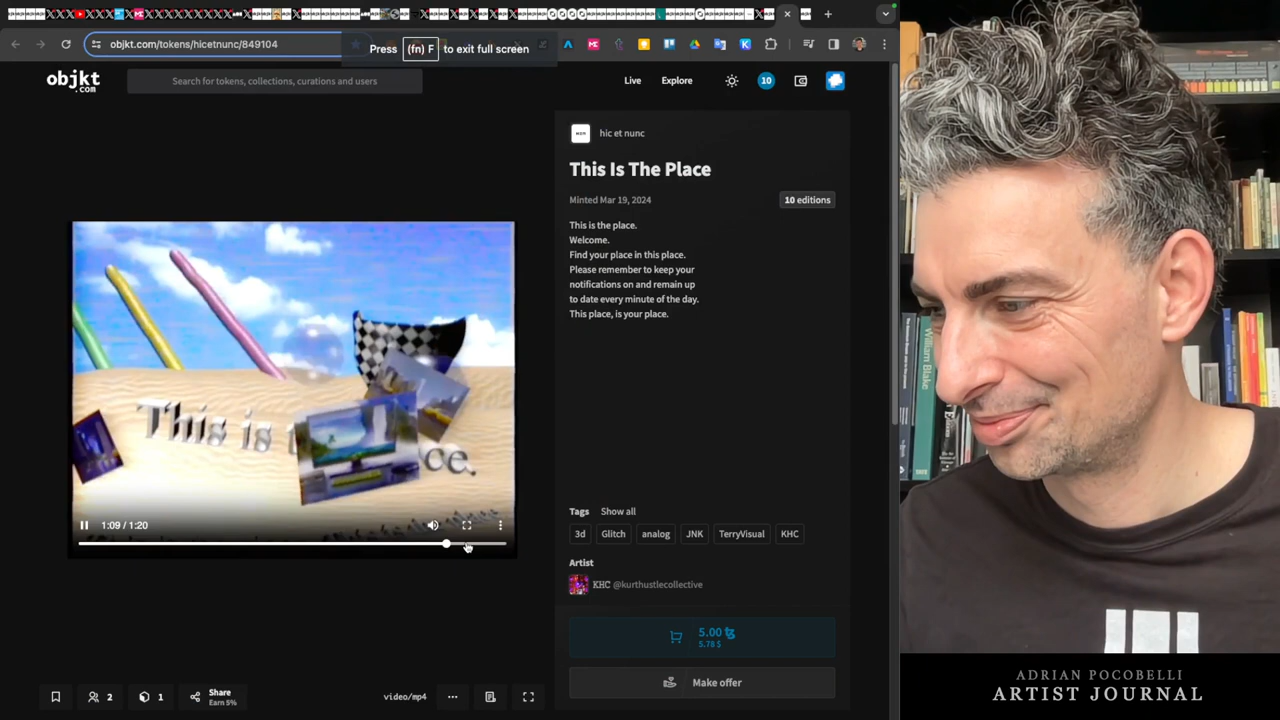 objkt.com/tokens/hicetnunc/849104
Press (fn) F to exit full screen
objkt
.com
Search for tokens, collections, curations and users
Live
Explore
10
hic et nunc
This Is The Place
Minted Mar 19, 2024
10 editions
This is the place.
Welcome.
Find your place in this place.
Please remember to keep your
notifications on and remain up
to date every minute of the day.
This place, is your place.
This is t
ce.
1:09 / 1:20
Tags
Show all
3d
Glitch
analog
JNK
TerryVisual
KHC
Artist
KHC @kurthustlecollective
5.00
5.78 $
Make offer
2
1
Share
Earn 5%
video/mp4
William Blake
ADRIAN POCOBELLI
ARTIST JOURNAL